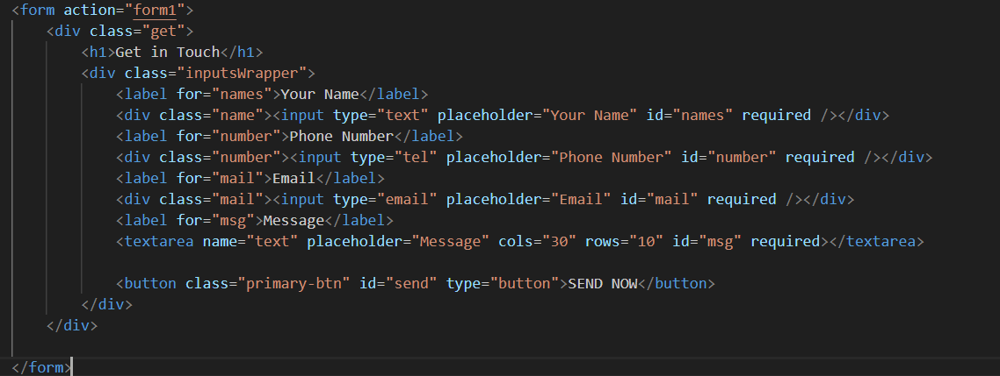 <form action="form1">
<div class="get">
<h1>Get in Touch</h1>
<div class="inputsWrapper">
<label for="names">Your Name</label>
<div class="name"><input type="text" placeholder="Your Name" id="names" required /></div>
<label for="number">Phone Number</label>
<div class="number"><input type="tel" placeholder="Phone Number" id="number" required /></div>
<label for="mail">Email</label>
<div class="mail"><input type="email" placeholder="Email" id="mail" required /></div>
<label for="msg">Message</label>
<textarea name="text" placeholder="Message" cols="30" rows="10" id="msg" required></textarea>
<button class="primary-btn" id="send" type="button">SEND NOW</button>
</div>
</div>
</form>